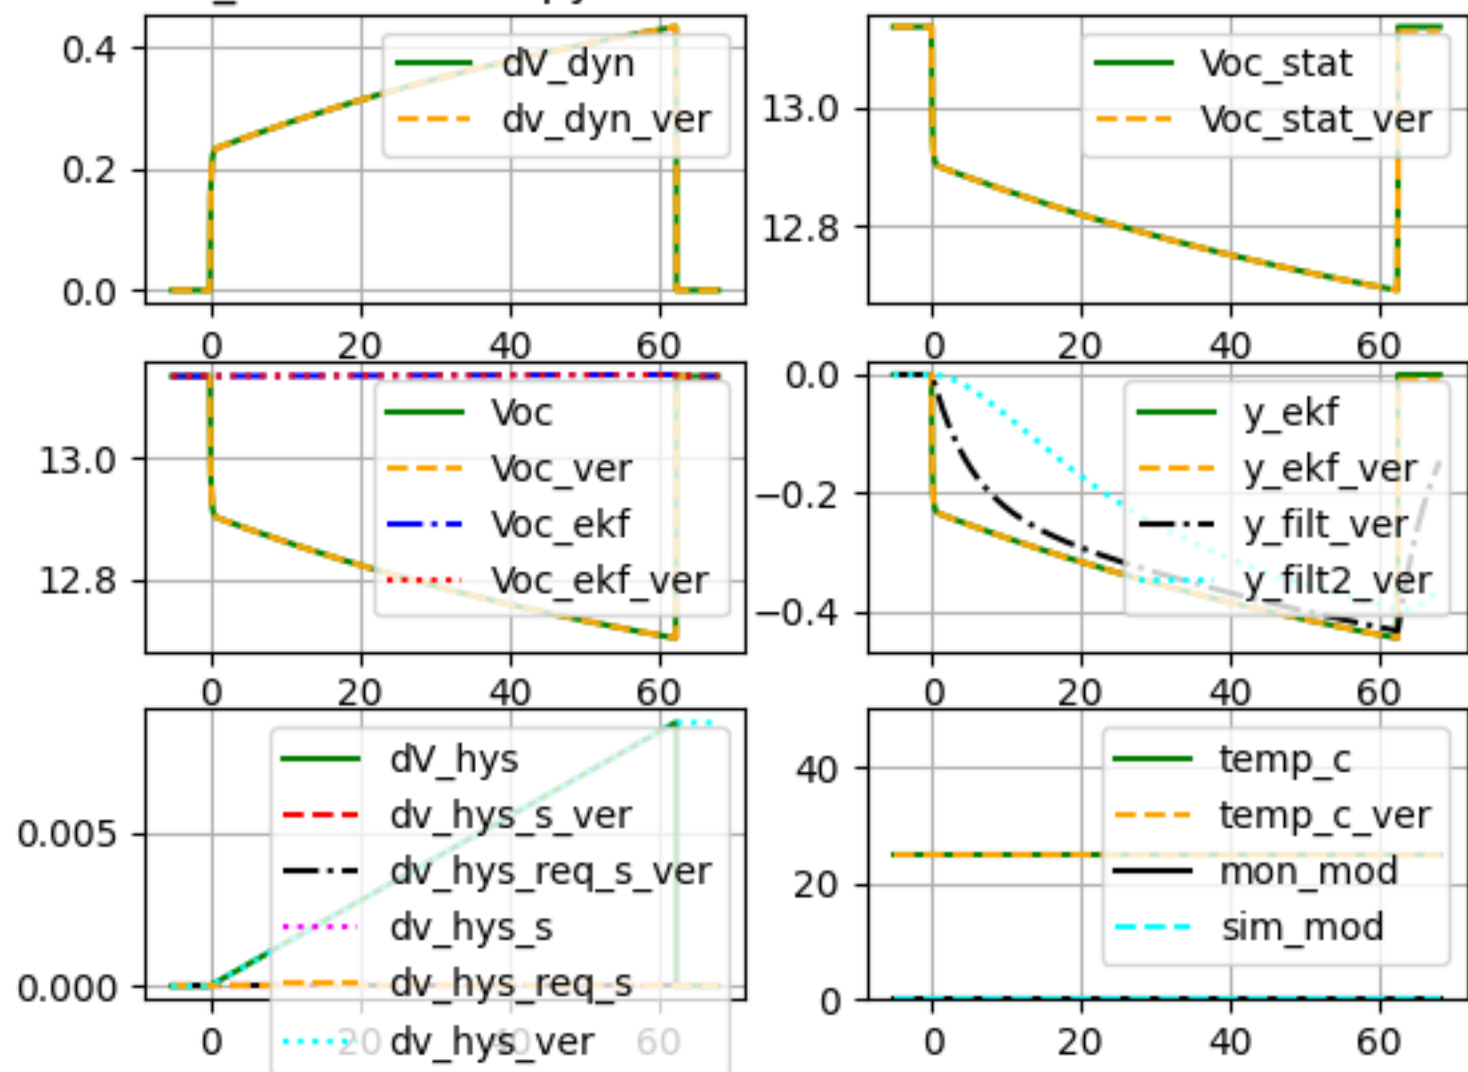 0.4
0.2
0.0
0
20
40
60
dV_dyn
dv_dyn_ver
13.0
12.8
0
20
40
60
Voc_stat
Voc_stat_ver
13.0
12.8
0
20
40
60
Voc
Voc_ver
Voc_ekf
Voc_ekf_ver
0.0
−0.2
−0.4
0
20
40
60
y_ekf
y_ekf_ver
y_filt_ver
y_filt2_ver
0.005
0.000
0
20
60
dV_hys
dv_hys_s_ver
dv_hys_req_s_ver
dv_hys_s
dv_hys_req_s
dv_hys_ver
40
20
0
0
20
40
60
temp_c
temp_c_ver
mon_mod
sim_mod